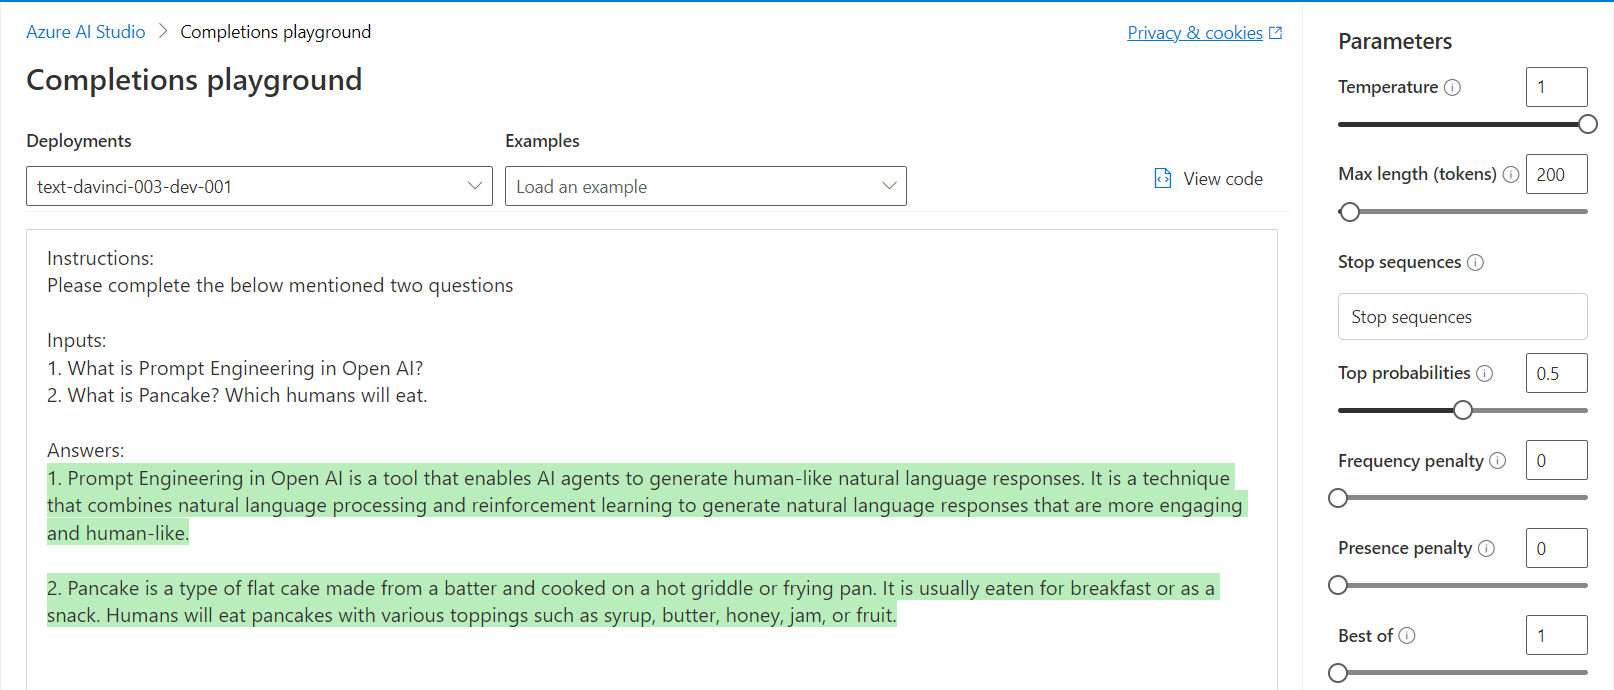 Azure AI Studio > Completions playground
Privacy & cookies
Completions playground
Deployments
Examples
text-davinci-003-dev-001
Load an example
View code
Instructions:
Please complete the below mentioned two questions
Inputs:
1. What is Prompt Engineering in Open AI?
2. What is Pancake? Which humans will eat.
Answers:
1. Prompt Engineering in Open AI is a tool that enables AI agents to generate human-like natural language responses. It is a technique
that combines natural language processing and reinforcement learning to generate natural language responses that are more engaging
and human-like.
2. Pancake is a type of flat cake made from a batter and cooked on a hot griddle or frying pan. It is usually eaten for breakfast or as a
snack. Humans will eat pancakes with various toppings such as syrup, butter, honey, jam, or fruit.
Parameters
Temperature
1
Max length (tokens)
200
Stop sequences
Stop sequences
Top probabilities
0.5
Frequency penalty
0
Presence penalty
0
Best of
1